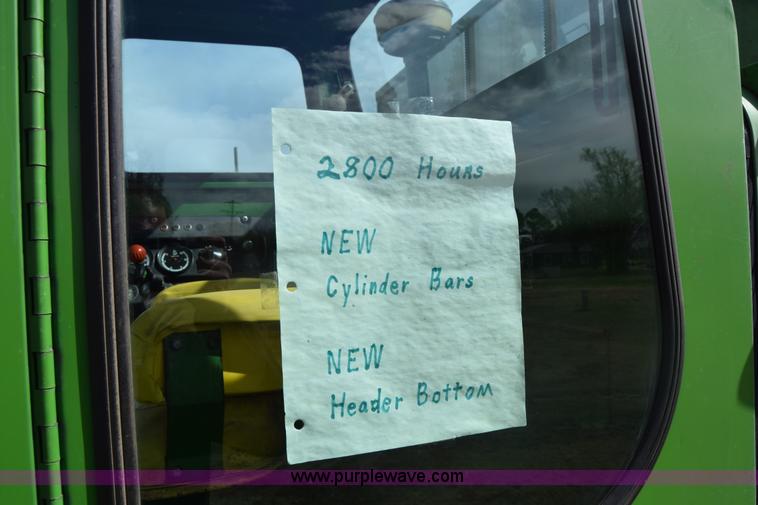 2800 Hours
NEW
Cylinder Bars
NEW
Header Bottom
www.purplewave.com